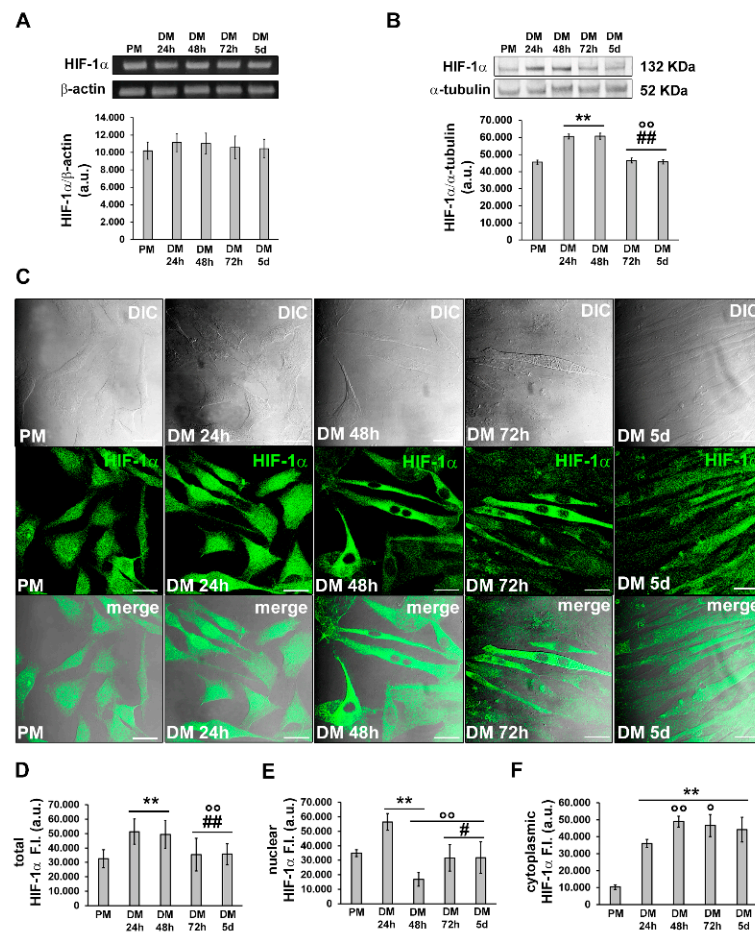 A
PM DM 24h DM 48h DM 72h DM 5d
HIF-1α
β-actin
HIF-1α/β-actin (a.u.)
14.000
12.000
10.000
8.000
6.000
4.000
2.000
0
PM DM 24h DM 48h DM 72h DM 5d
B
PM DM 24h DM 48h DM 72h DM 5d
HIF-1α 132 KDa
α-tubulin 52 KDa
HIF-1α/α-tubulin (a.u.)
** °° ##
70.000
60.000
50.000
40.000
30.000
20.000
10.000
0
PM DM 24h DM 48h DM 72h DM 5d
C
DIC DIC DIC DIC DIC
PM DM 24h DM 48h DM 72h DM 5d
HIF-1α HIF-1α HIF-1α HIF-1α HIF-1α
PM DM 24h DM 48h DM 72h DM 5d
merge merge merge merge merge
PM DM 24h DM 48h DM 72h DM 5d
D
total HIF-1α F.I. (a.u.)
** °° ##
70.000
60.000
50.000
40.000
30.000
20.000
10.000
0
PM DM 24h DM 48h DM 72h DM 5d
E
nuclear HIF-1α F.I. (a.u.)
** °° #
70.000
60.000
50.000
40.000
30.000
20.000
10.000
0
PM DM 24h DM 48h DM 72h DM 5d
F
cytoplasmic HIF-1α F.I. (a.u.)
** °° °
60.000
50.000
40.000
30.000
20.000
10.000
0
PM DM 24h DM 48h DM 72h DM 5d